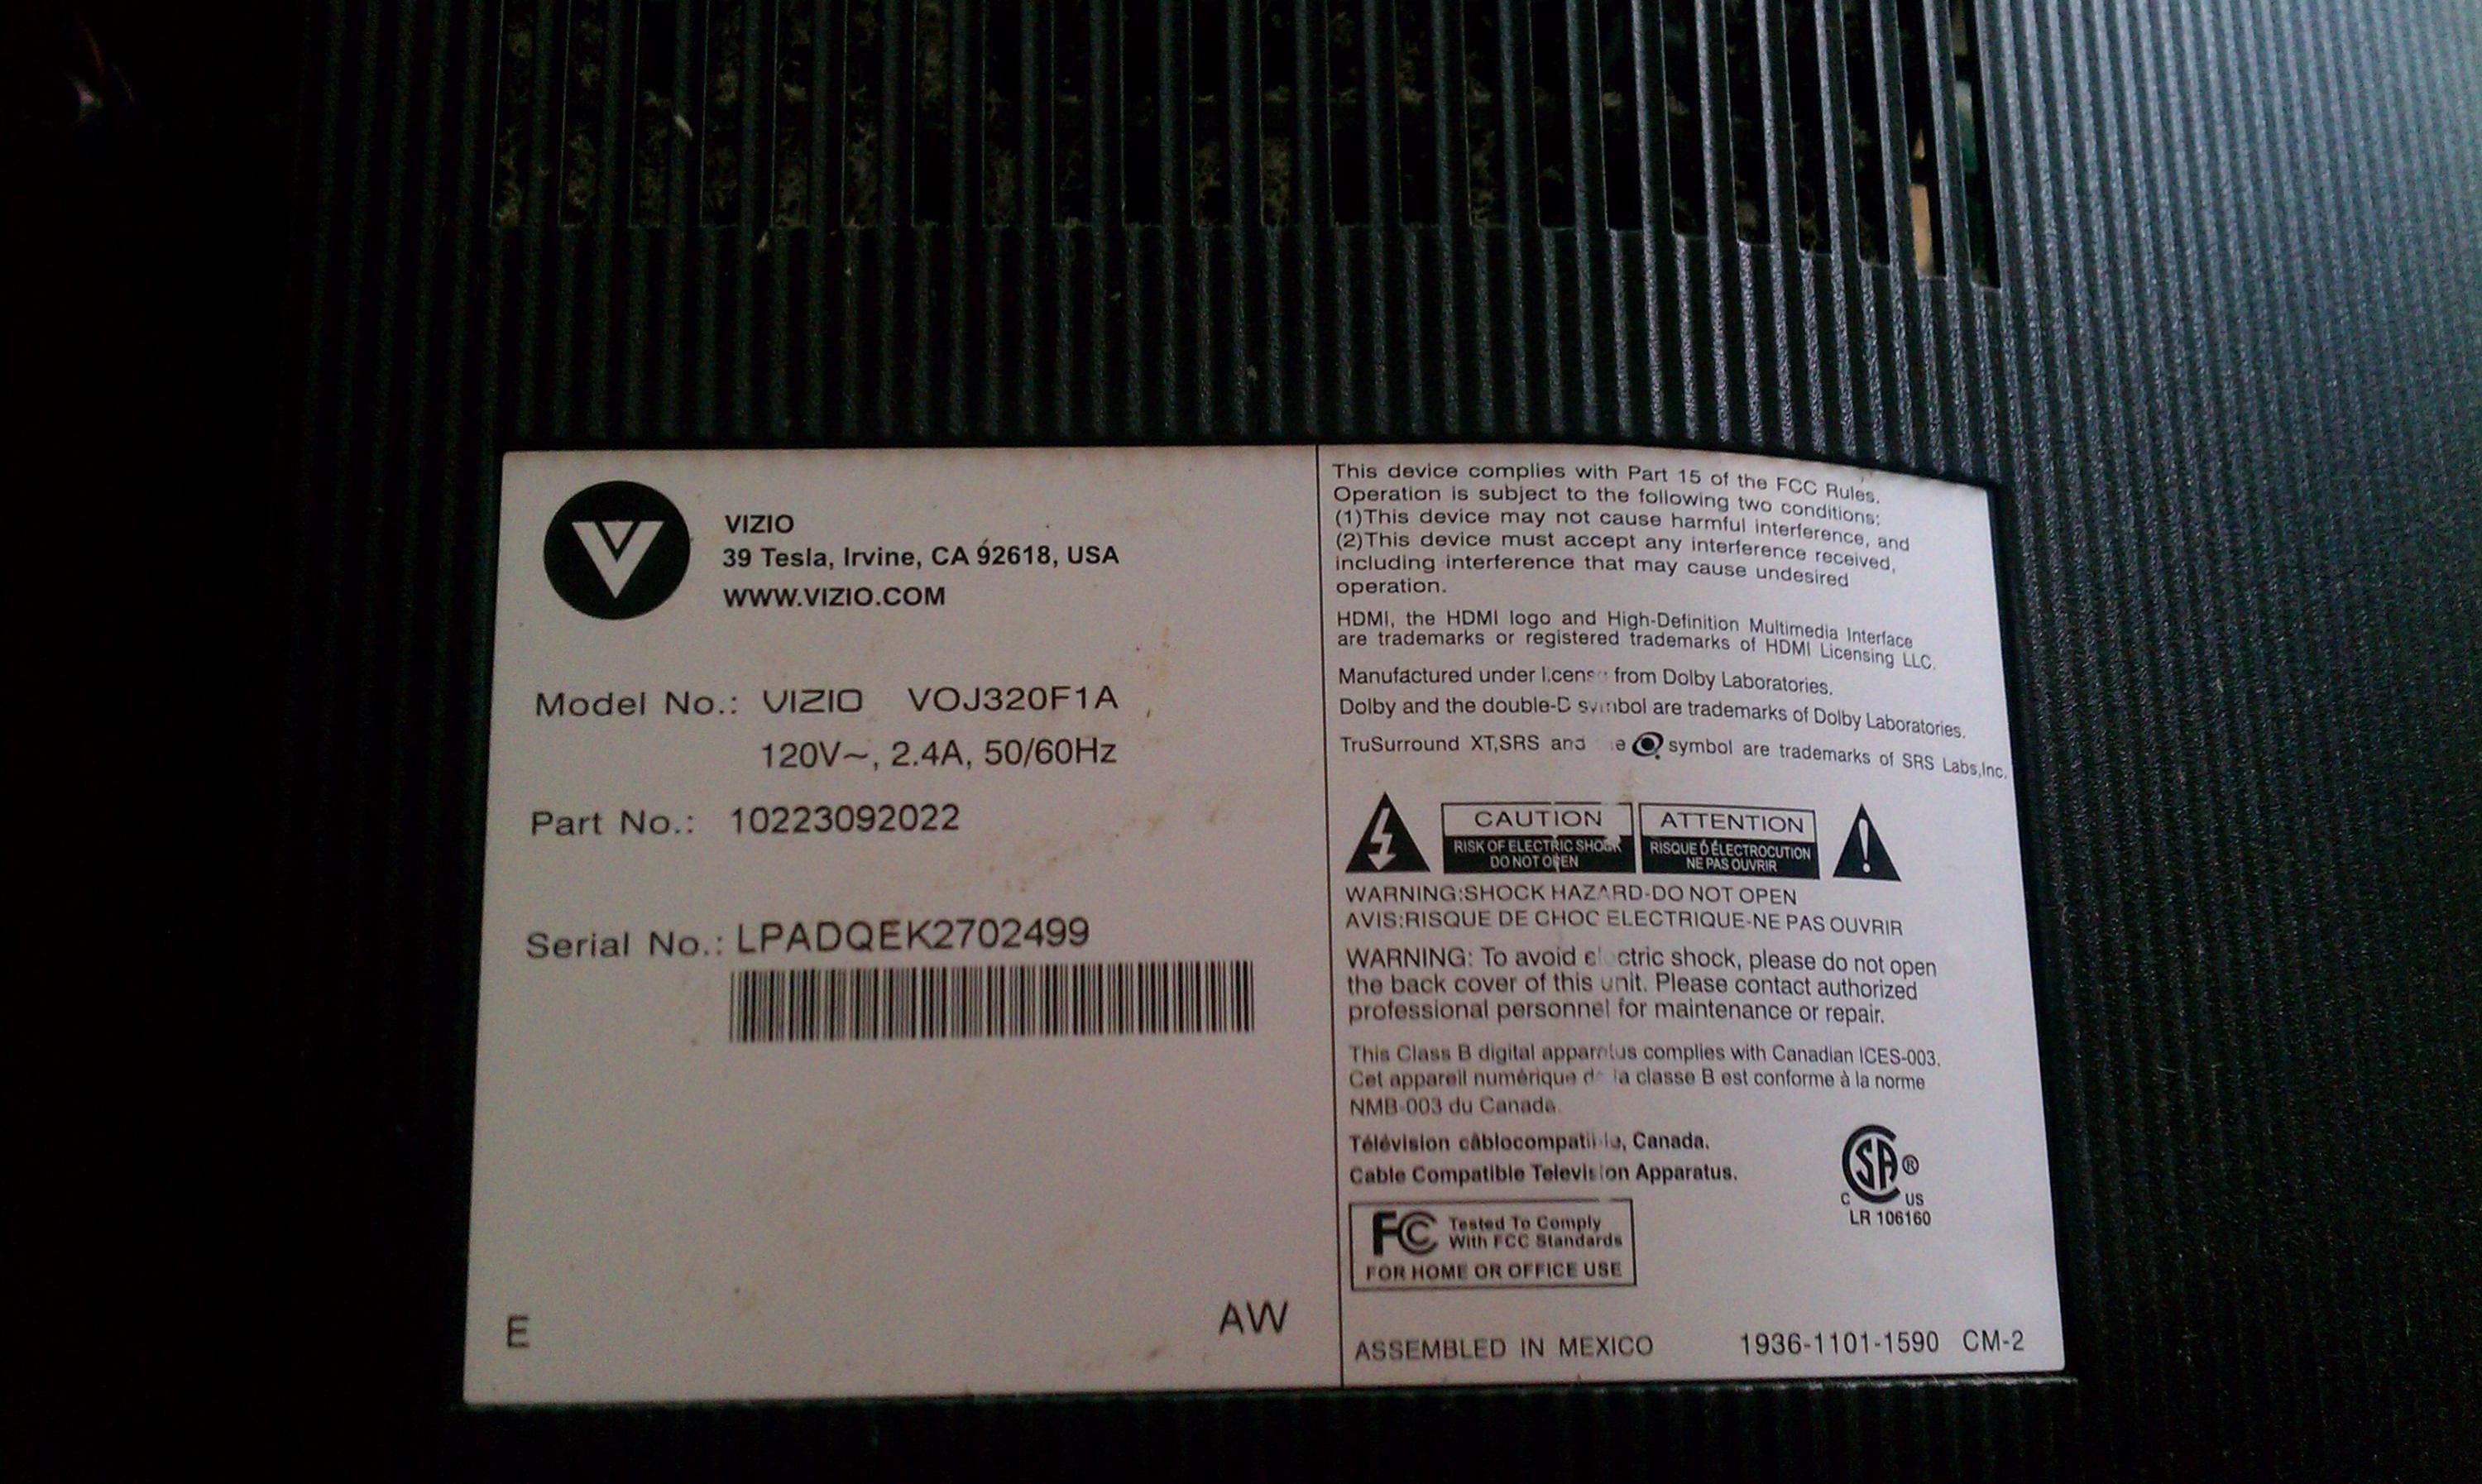 VIZIO
39 Tesla, Irvine, CA 92618, USA
WWW.VIZIO.COM
Model No.: VIZIO VOJ320F1A
120V~, 2.4A, 50/60Hz
Part No.: 10223092022
Serial No.: LPADQEK2702499
E
AW
This device complies with Part 15 of the FCC Rules.
Operation is subject to the following two conditions:
(1)This device may not cause harmful interference, and
(2)This device must accept any interference received,
including interference that may cause undesired
operation.
HDMI, the HDMI logo and High-Definition Multimedia Interface
are trademarks or registered trademarks of HDMI Licensing LLC.
Manufactured under license from Dolby Laboratories.
Dolby and the double-D symbol are trademarks of Dolby Laboratories.
TruSurround XT,SRS and symbol are trademarks of SRS Labs,Inc.
CAUTION
RISK OF ELECTRIC SHOCK
DO NOT OPEN
ATTENTION
RISQUE D ÉLECTROCUTION
NE PAS OUVRIR
WARNING:SHOCK HAZARD-DO NOT OPEN
AVIS:RISQUE DE CHOC ELECTRIQUE-NE PAS OUVRIR
WARNING: To avoid electric shock, please do not open
the back cover of this unit. Please contact authorized
professional personnel for maintenance or repair.
This Class B digital apparatus complies with Canadian ICES-003.
Cet appareil numérique de la classe B est conforme à la norme
NMB-003 du Canada.
Télévision câblocompatible, Canada.
Cable Compatible Television Apparatus.
CSA®
C US
LR 106160
FC Tested To Comply
With FCC Standards
FOR HOME OR OFFICE USE
ASSEMBLED IN MEXICO 1936-1101-1590 CM-2